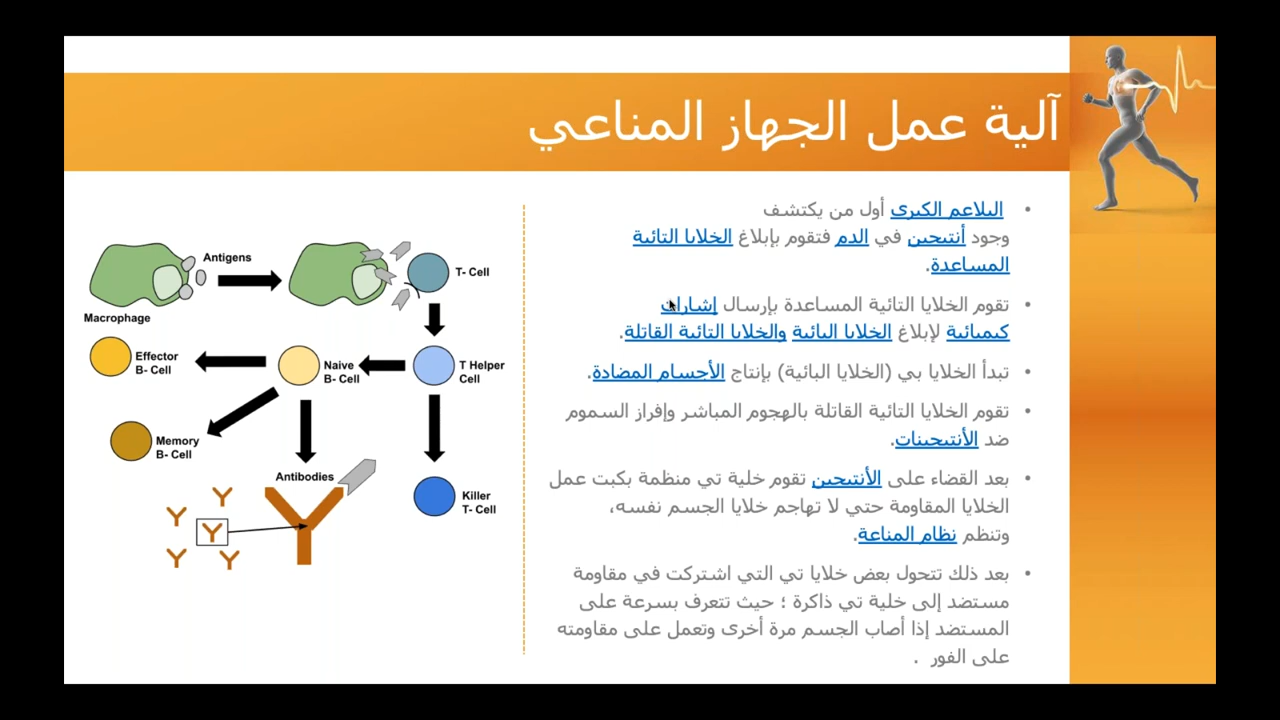 آلية عمل الجهاز المناعي
البلاعم الكبرى أول من يكتشف
وجود أنتيجين في الدم فتقوم بإبلاغ الخلايا التائية
المساعدة.
تقوم الخلايا التائية المساعدة بإرسال إشارات
كيميائية لإبلاغ الخلايا البائية والخلايا التائية القاتلة.
تبدأ الخلايا بي (الخلايا البائية) بإنتاج الأجسام المضادة.
تقوم الخلايا التائية القاتلة بالهجوم المباشر وإفراز السموم
ضد الأنتيجينات.
بعد القضاء على الأنتيجين تقوم خلية تي منظمة بكبت عمل
الخلايا المقاومة حتي لا تهاجم خلايا الجسم نفسه،
وتنظم نظام المناعة.
بعد ذلك تتحول بعض خلايا تي التي اشتركت في مقاومة
مستضد إلى خلية تي ذاكرة ؛ حيث تتعرف بسرعة على
المستضد إذا أصاب الجسم مرة أخرى وتعمل على مقاومته
على الفور .
Antigens
T- Cell
Macrophage
Effector
B- Cell
Naive
B- Cell
T Helper
Cell
Memory
B- Cell
Antibodies
Killer
T- Cell